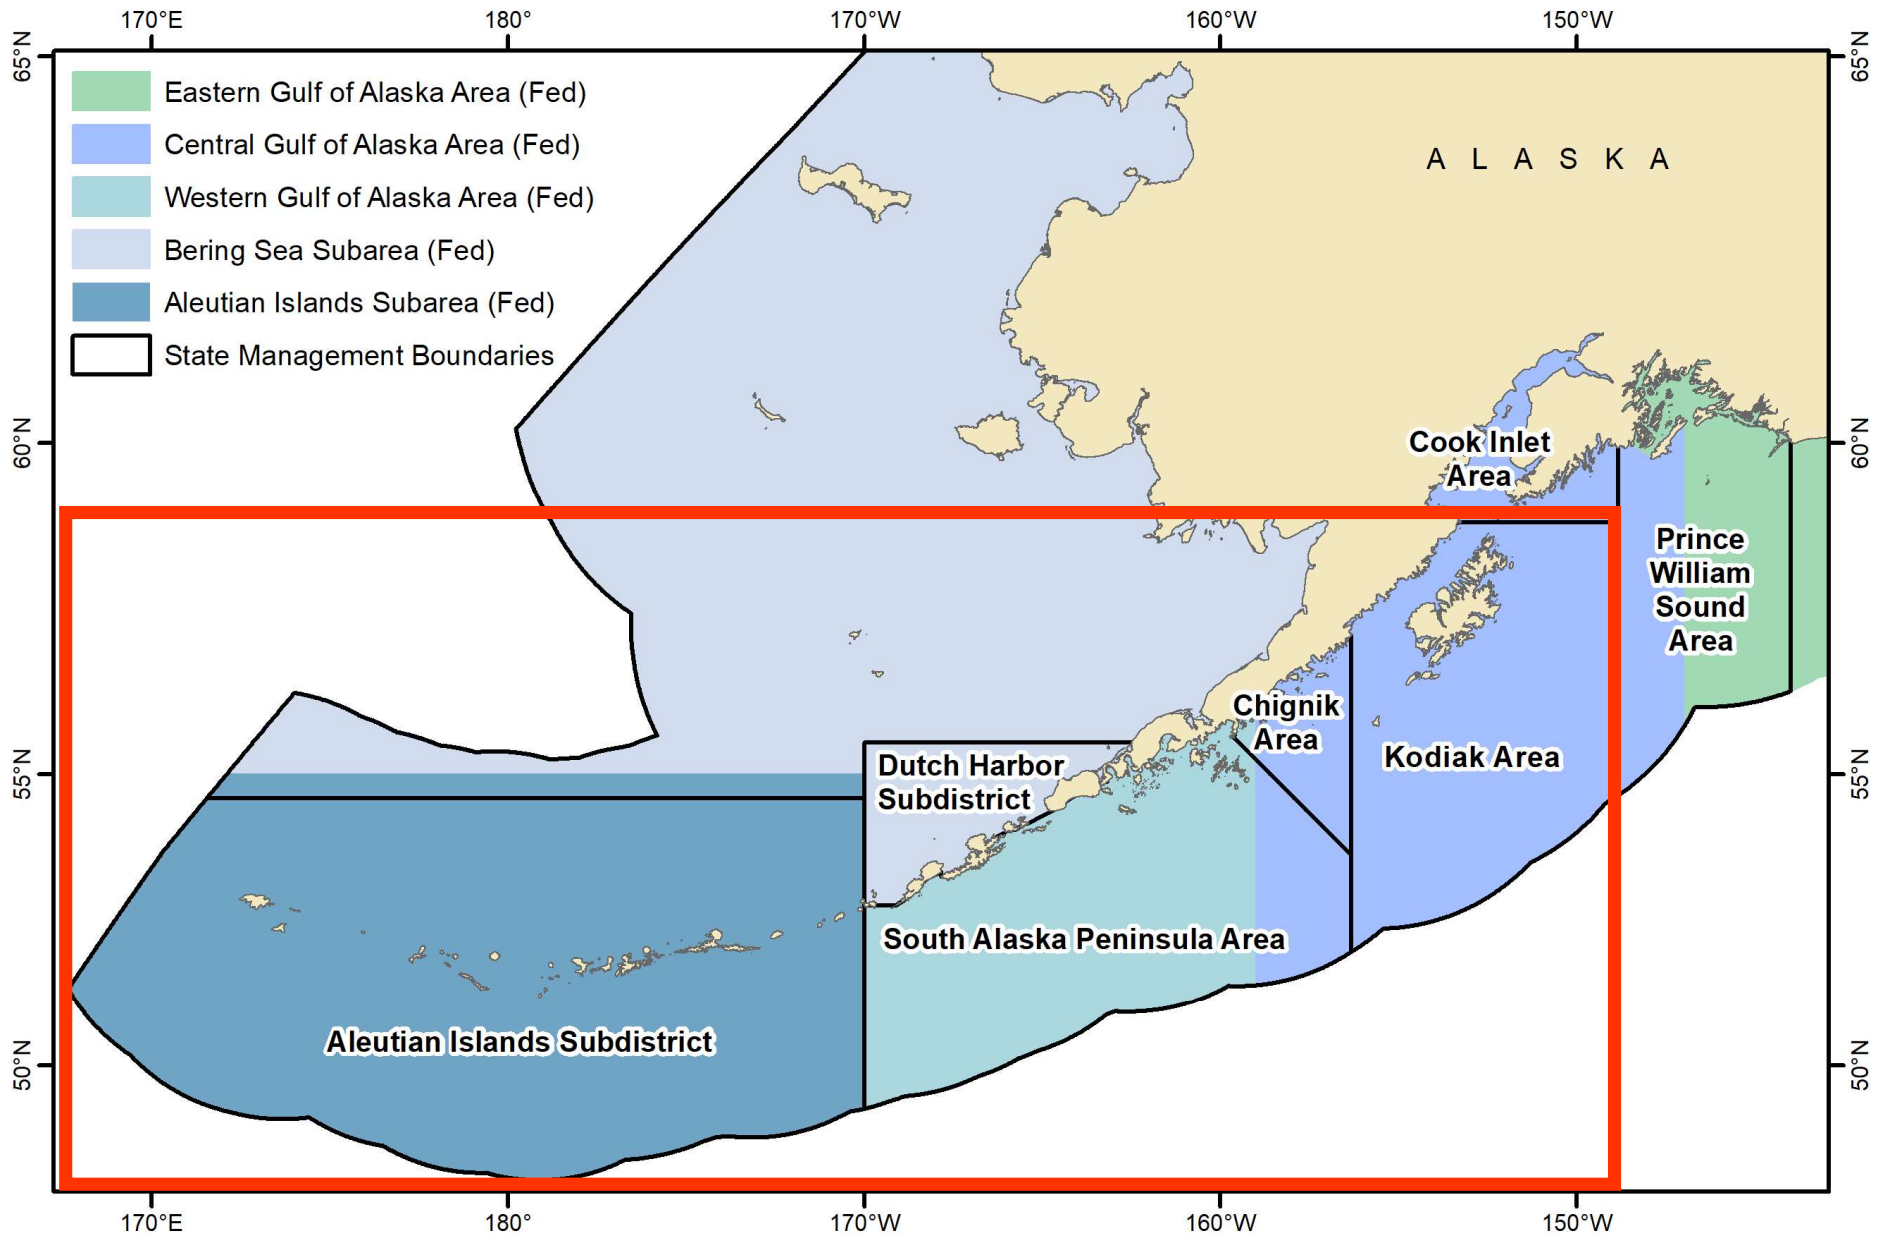 170°E 180° 170°W 160°W 150°W
65°N 65°N
Eastern Gulf of Alaska Area (Fed)
Central Gulf of Alaska Area (Fed)
Western Gulf of Alaska Area (Fed)
Bering Sea Subarea (Fed)
Aleutian Islands Subarea (Fed)
State Management Boundaries
A L A S K A
60°N 60°N
Cook Inlet
Area
Prince
William
Sound
Area
Chignik
Area
Kodiak Area
55°N 55°N
Dutch Harbor
Subdistrict
South Alaska Peninsula Area
Aleutian Islands Subdistrict
50°N 50°N
170°E 180° 170°W 160°W 150°W